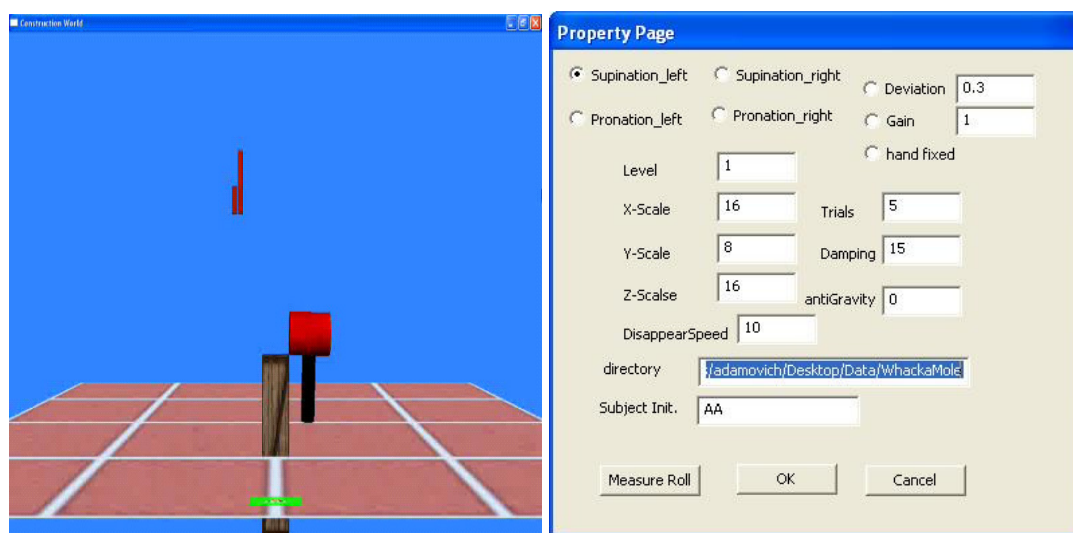 Construction World
Property Page
Supination_left
Supination_right
Deviation
0.3
Pronation_left
Pronation_right
Gain
1
hand fixed
Level
1
X-Scale
16
Trials
5
Y-Scale
8
Damping
15
Z-Scalse
16
antiGravity
0
DisappearSpeed
10
directory
:/adamovich/Desktop/Data/WhackaMole
Subject Init.
AA
Measure Roll
OK
Cancel